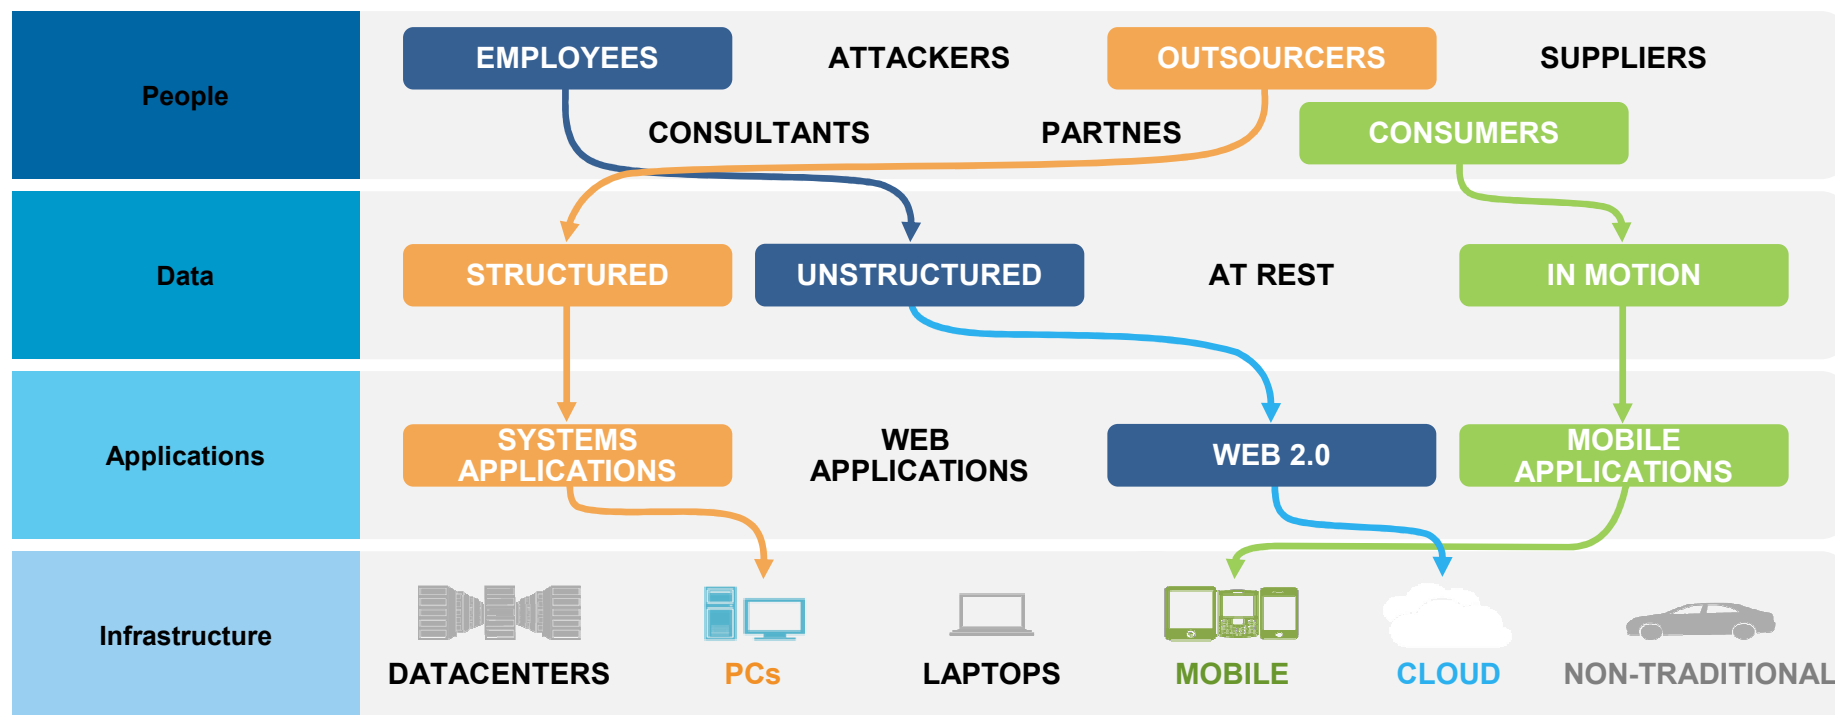 People
EMPLOYEES
ATTACKERS
OUTSOURCERS
SUPPLIERS
CONSULTANTS
PARTNES
CONSUMERS
Data
STRUCTURED
UNSTRUCTURED
AT REST
IN MOTION
Applications
SYSTEMS
APPLICATIONS
WEB
APPLICATIONS
WEB 2.0
MOBILE
APPLICATIONS
Infrastructure
DATACENTERS
PCs
LAPTOPS
MOBILE
CLOUD
NON-TRADITIONAL